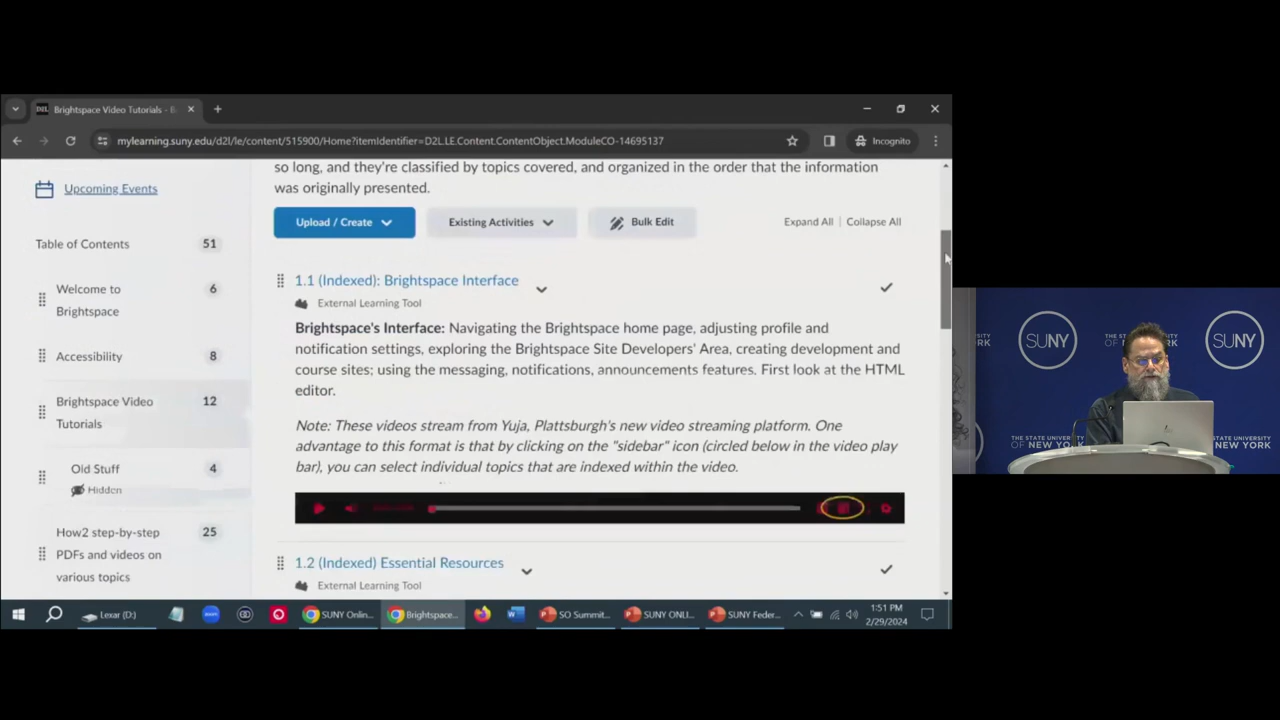 Brightspace Video Tutorials - B
mylearning.suny.edu/d2l/le/content/515900/Home?itemIdentifier=D2L.LE.Content.ContentObject.ModuleCO-14695137
Incognito
Upcoming Events
Table of Contents 51
Welcome to
Brightspace
6
Accessibility 8
Brightspace Video
Tutorials
12
Old Stuff 4
Hidden
How2 step-by-step
PDFs and videos on
various topics
25
so long, and they're classified by topics covered, and organized in the order that the information
was originally presented.
Upload / Create
Existing Activities
Bulk Edit
Expand All | Collapse All
1.1 (Indexed): Brightspace Interface
External Learning Tool
Brightspace's Interface: Navigating the Brightspace home page, adjusting profile and
notification settings, exploring the Brightspace Site Developers' Area, creating development and
course sites; using the messaging, notifications, announcements features. First look at the HTML
editor.
Note: These videos stream from Yuja, Plattsburgh's new video streaming platform. One
advantage to this format is that by clicking on the "sidebar" icon (circled below in the video play
bar), you can select individual topics that are indexed within the video.
1.2 (Indexed) Essential Resources
External Learning Tool
Lexar (D:)
zoom
SUNY Onlin...
Brightspace...
SO Summit...
SUNY ONLI...
SUNY Feder...
1:51 PM
2/29/2024
SUNY
SUNY
THE STATE UNIVERSITY
OF NEW YORK